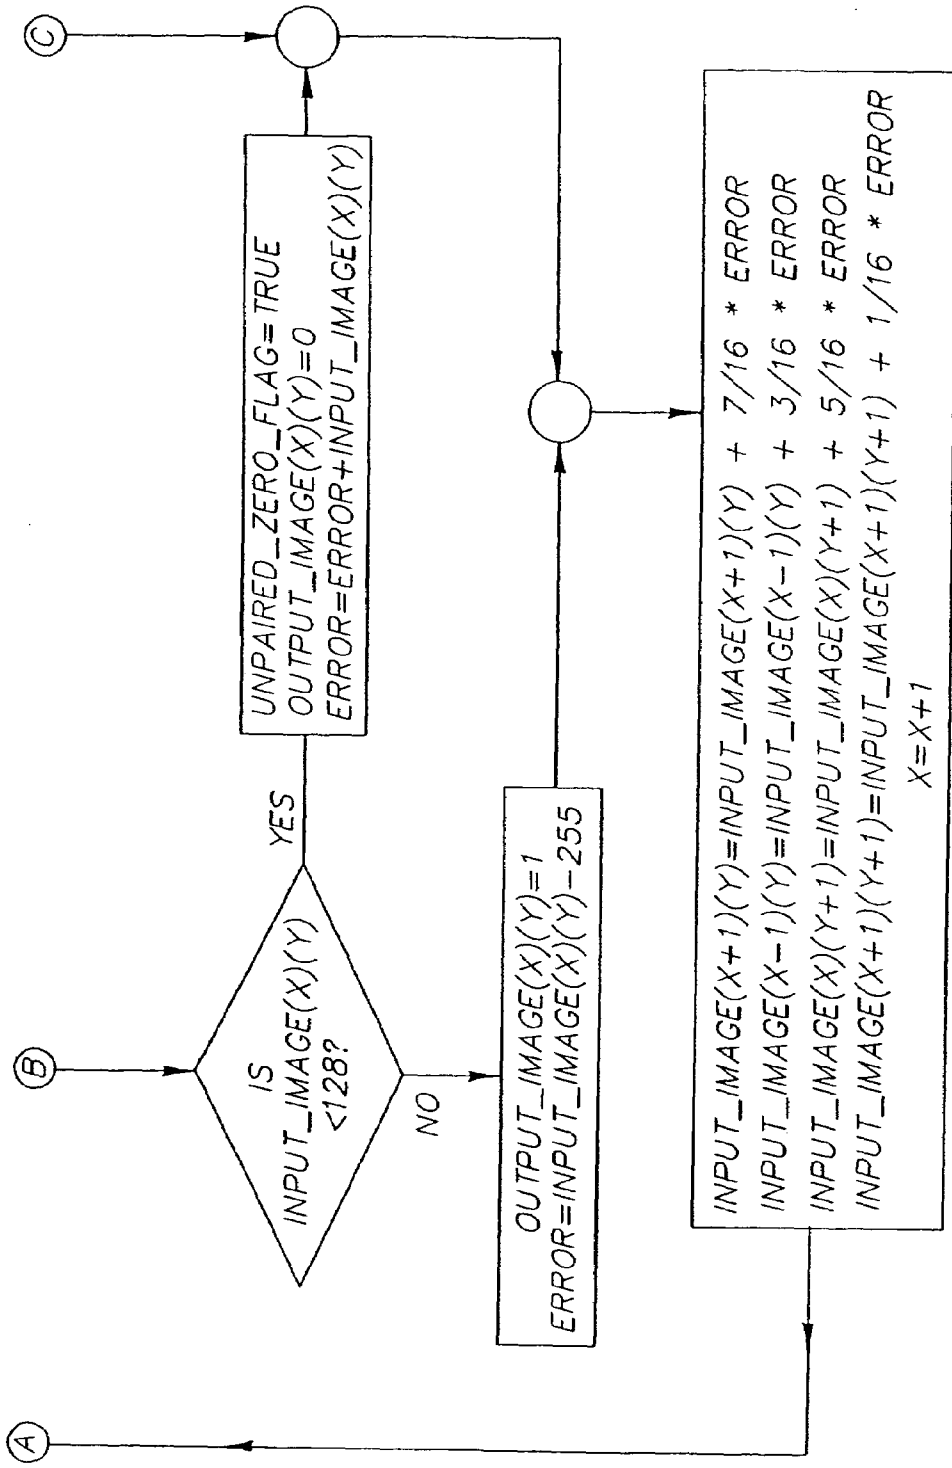 A
B
C
IS
INPUT_IMAGE(X)(Y)
<128?
YES
NO
UNPAIRED_ZERO_FLAG=TRUE
OUTPUT_IMAGE(X)(Y)=0
ERROR=ERROR+INPUT_IMAGE(X)(Y)
OUTPUT_IMAGE(X)(Y)=1
ERROR=INPUT_IMAGE(X)(Y)-255
INPUT_IMAGE(X+1)(Y)=INPUT_IMAGE(X+1)(Y) + 7/16 * ERROR
INPUT_IMAGE(X-1)(Y)=INPUT_IMAGE(X-1)(Y) + 3/16 * ERROR
INPUT_IMAGE(X)(Y+1)=INPUT_IMAGE(X)(Y+1) + 5/16 * ERROR
INPUT_IMAGE(X+1)(Y+1)=INPUT_IMAGE(X+1)(Y+1) + 1/16 * ERROR
X=X+1